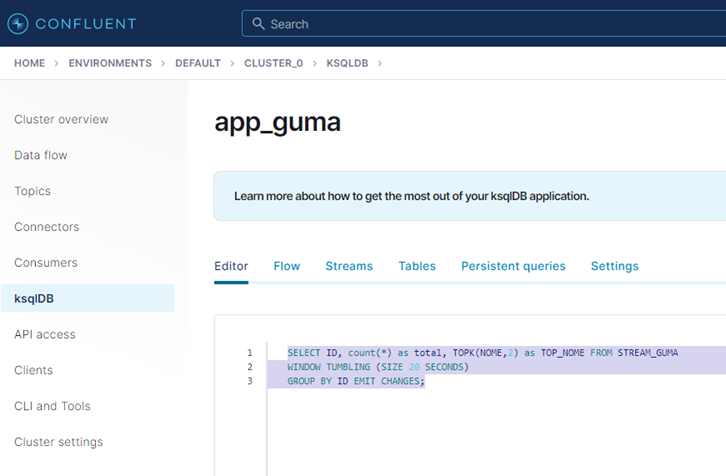 CONFLUENT
Search
HOME > ENVIRONMENTS > DEFAULT > CLUSTER_0 > KSQLDB >
Cluster overview
Data flow
Topics
Connectors
Consumers
ksqlDB
API access
Clients
CLI and Tools
Cluster settings
app_guma
Learn more about how to get the most out of your ksqlDB application.
Editor Flow Streams Tables Persistent queries Settings
1 SELECT ID, count(*) as total, TOPK(NOME,2) as TOP_NOME FROM STREAM_GUMA
2 WINDOW TUMBLING (SIZE 20 SECONDS)
3 GROUP BY ID EMIT CHANGES;